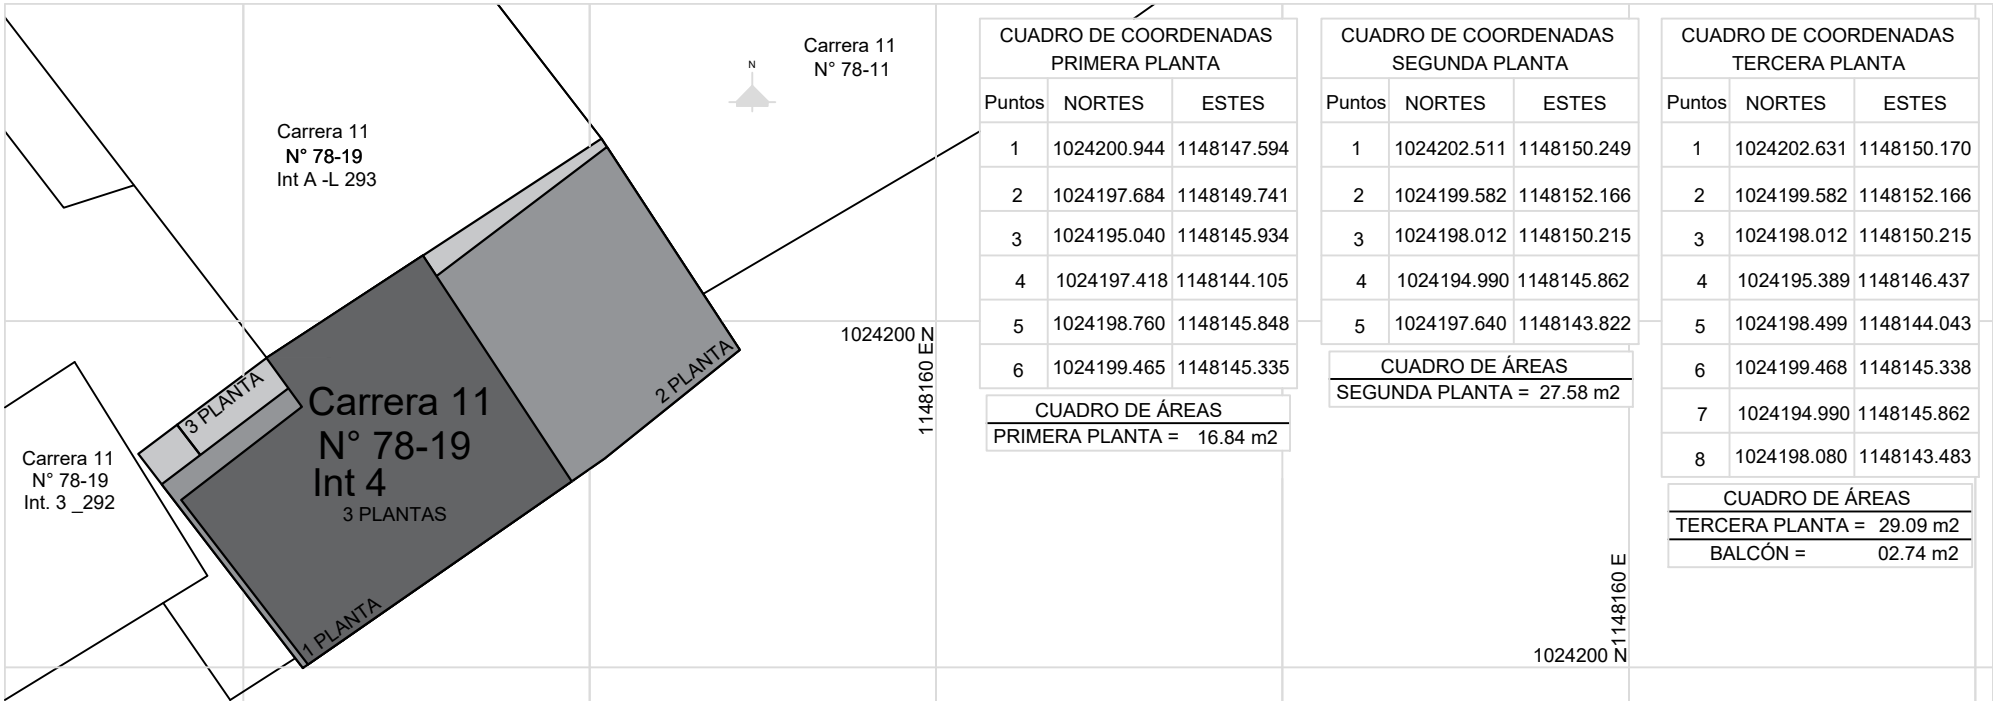 Carrera 11
N° 78-11
N
Carrera 11
N° 78-19
Int A -L 293
3 PLANTA
2 PLANTA
Carrera 11
N° 78-19
Int 4
3 PLANTAS
1 PLANTA
Carrera 11
N° 78-19
Int. 3 _292
1024200 N
1148160 E
CUADRO DE COORDENADAS
PRIMERA PLANTA
Puntos NORTES ESTES
1 1024200.944 1148147.594
2 1024197.684 1148149.741
3 1024195.040 1148145.934
4 1024197.418 1148144.105
5 1024198.760 1148145.848
6 1024199.465 1148145.335
CUADRO DE ÁREAS
PRIMERA PLANTA = 16.84 m2
CUADRO DE COORDENADAS
SEGUNDA PLANTA
Puntos NORTES ESTES
1 1024202.511 1148150.249
2 1024199.582 1148152.166
3 1024198.012 1148150.215
4 1024194.990 1148145.862
5 1024197.640 1148143.822
CUADRO DE ÁREAS
SEGUNDA PLANTA = 27.58 m2
CUADRO DE COORDENADAS
TERCERA PLANTA
Puntos NORTES ESTES
1 1024202.631 1148150.170
2 1024199.582 1148152.166
3 1024198.012 1148150.215
4 1024195.389 1148146.437
5 1024198.499 1148144.043
6 1024199.468 1148145.338
7 1024194.990 1148145.862
8 1024198.080 1148143.483
CUADRO DE ÁREAS
TERCERA PLANTA = 29.09 m2
BALCÓN = 02.74 m2
1148160 E
1024200 N